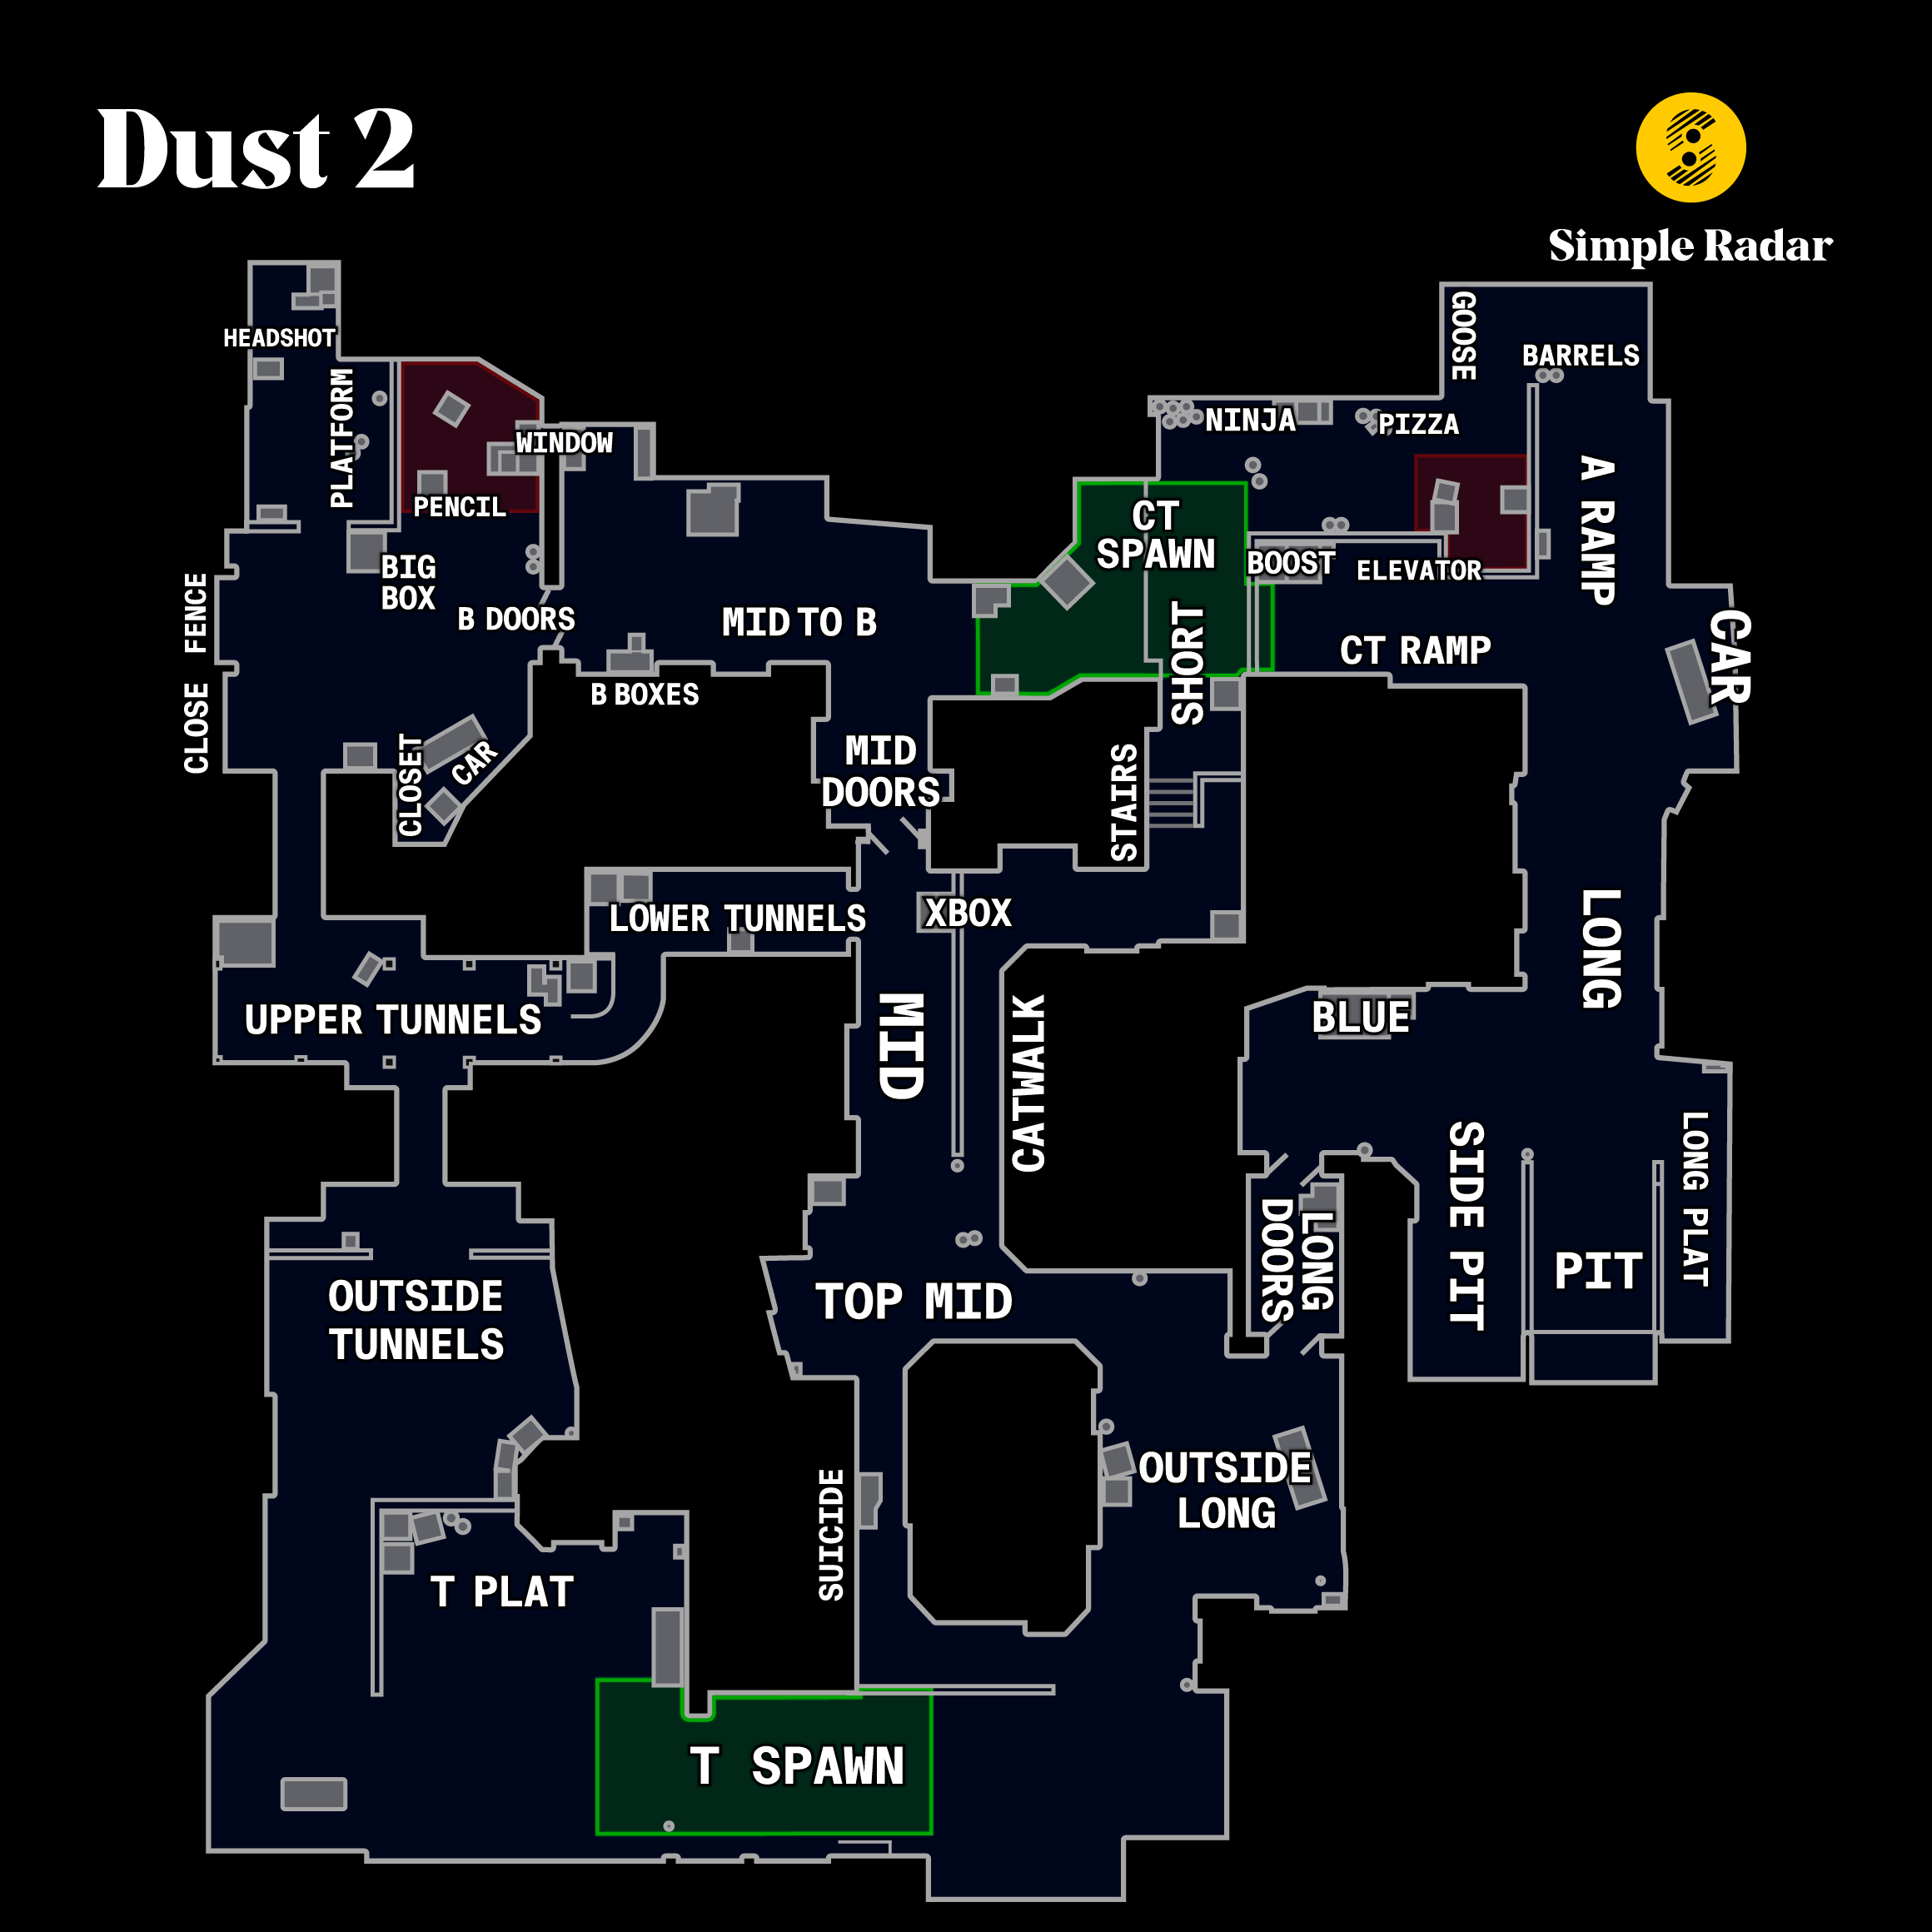 Dust 2
Simple Radar
HEADSHOT
PLATFORM
WINDOW
PENCIL
BIG
BOX
B DOORS
FENCE
CLOSE
MID TO B
B BOXES
CLOSET
CAR
GOOSE
BARRELS
NINJA
PIZZA
A RAMP
CT
SPAWN
BOOST
ELEVATOR
SHORT
CT RAMP
CAR
MID
DOORS
STAIRS
LOWER TUNNELS
XBOX
LONG
UPPER TUNNELS
MID
CATWALK
BLUE
SIDE PIT
LONG PLAT
PIT
LONG
DOORS
OUTSIDE
TUNNELS
TOP MID
SUICIDE
OUTSIDE
LONG
T PLAT
T SPAWN